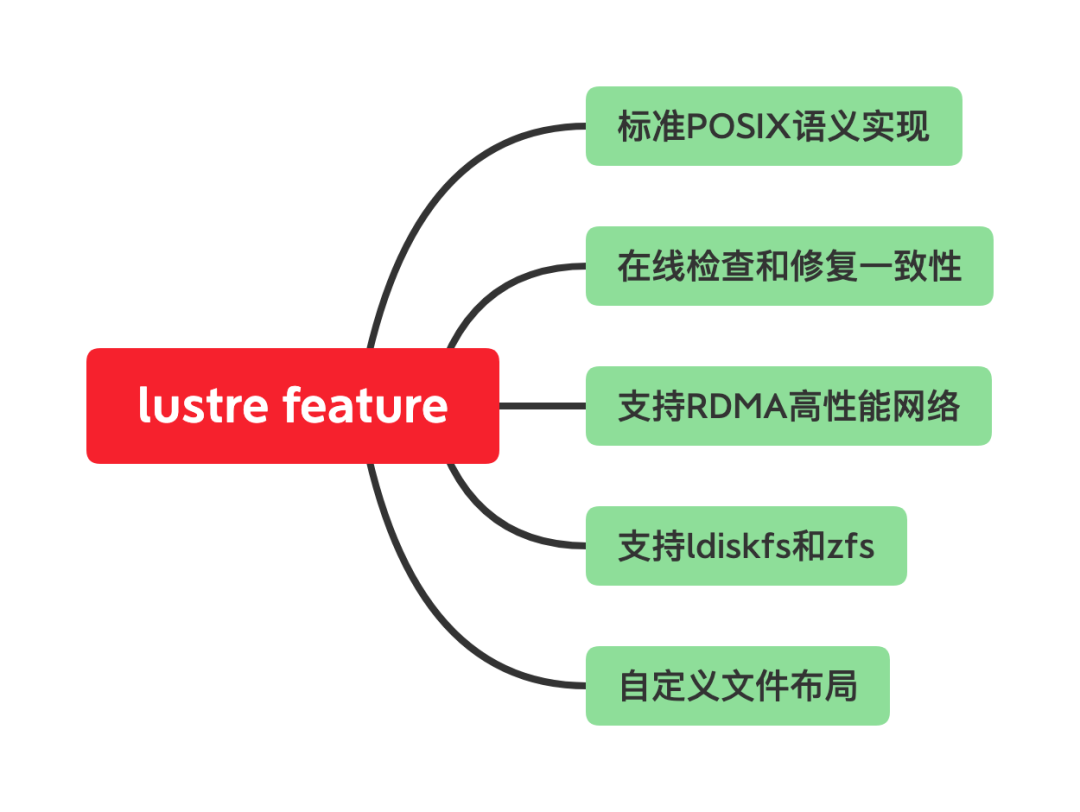 lustre feature
标准POSIX语义实现
在线检查和修复一致性
支持RDMA高性能网络
支持ldiskfs和zfs
自定义文件布局